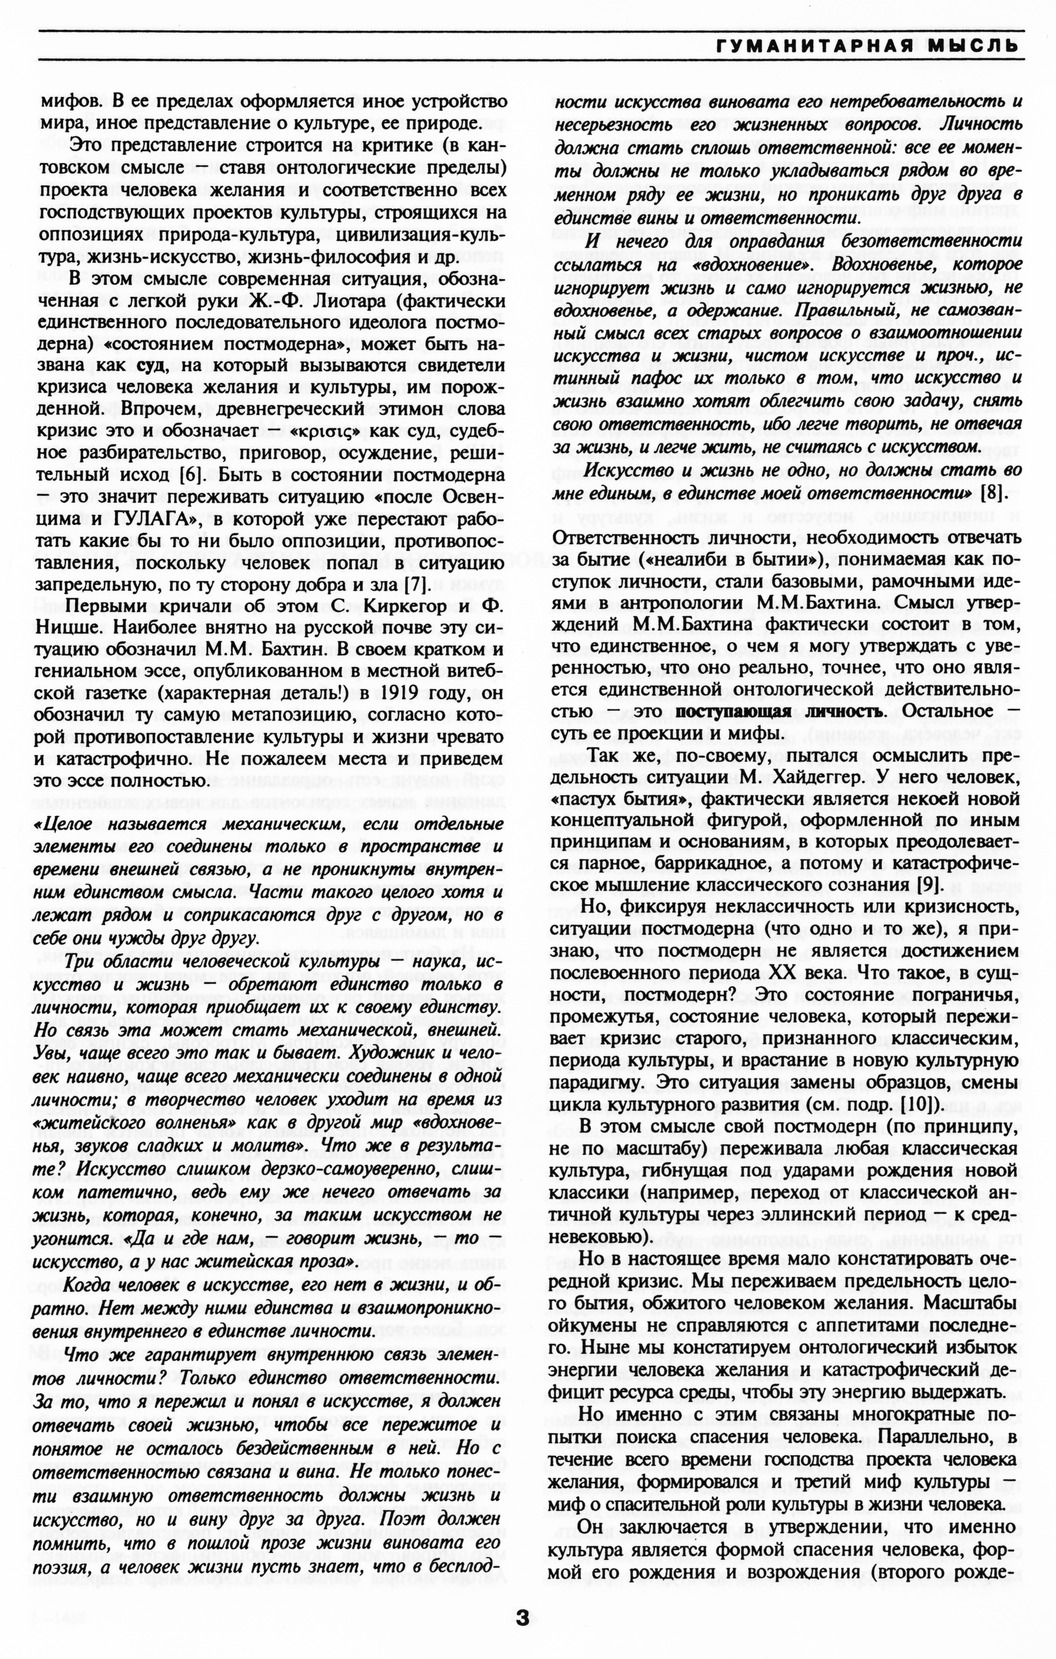 ГУМАНИТАРНАЯ МЫСЛЬ
мифов. В ее пределах оформляется иное устройство
мира, иное представление о культуре, ее природе.
Это представление строится на критике (в кан-
товском смысле — ставя онтологические пределы)
проекта человека желания и соответственно всех
господствующих проектов культуры, строящихся на
оппозициях природа-культура, цивилизация-куль-
тура, жизнь-искусство, жизнь-философия и др.
В этом смысле современная ситуация, обозна-
ченная с легкой руки Ж.-Ф. Лиотара (фактически
единственного последовательного идеолога постмо-
дерна) «состоянием постмодерна», может быть на-
звана как суд, на который вызываются свидетели
кризиса человека желания и культуры, им порож-
денной. Впрочем, древнегреческий этимон слова
кризис это и обозначает — «κρισις» как суд, судеб-
ное разбирательство, приговор, осуждение, реши-
тельный исход [6]. Быть в состоянии постмодерна
— это значит переживать ситуацию «после Освен-
цима и ГУЛАГА», в которой уже перестают рабо-
тать какие бы то ни было оппозиции, противопос-
тавления, поскольку человек попал в ситуацию
запредельную, по ту сторону добра и зла [7].
Первыми кричали об этом С. Киркегор и Ф.
Ницше. Наиболее внятно на русской почве эту си-
туацию обозначил М.М. Бахтин. В своем кратком и
гениальном эссе, опубликованном в местной витеб-
ской газетке (характерная деталь!) в 1919 году, он
обозначил ту самую метапозицию, согласно кото-
рой противопоставление культуры и жизни чревато
и катастрофично. Не пожалеем места и приведем
это эссе полностью.
«Целое называется механическим, если отдельные
элементы его соединены только в пространстве и
времени внешней связью, а не проникнуты внутрен-
ним единством смысла. Части такого целого хотя и
лежат рядом и соприкасаются друг с другом, но в
себе они чужды друг другу.
Три области человеческой культуры — наука, ис-
кусство и жизнь — обретают единство только в
личности, которая приобщает их к своему единству.
Но связь эта может стать механической, внешней.
Увы, чаще всего это так и бывает. Художник и чело-
век наивно, чаще всего механически соединены в одной
личности; в творчество человек уходит на время из
«житейского волненья» как в другой мир «вдохнове-
нья, звуков сладких и молитв». Что же в результа-
те? Искусство слишком дерзко-самоуверенно, слиш-
ком патетично, ведь ему же нечего отвечать за
жизнь, которая, конечно, за таким искусством не
угонится. «Да и где нам, — говорит жизнь, — то —
искусство, а у нас житейская проза».
Когда человек в искусстве, его нет в жизни, и об-
ратно. Нет между ними единства и взаимопроникно-
вения внутреннего в единстве личности.
Что же гарантирует внутреннюю связь элемен-
тов личности? Только единство ответственности.
За то, что я пережил и понял в искусстве, я должен
отвечать своей жизнью, чтобы все пережитое и
понятое не осталось бездейственным в ней. Но с
ответственностью связана и вина. Не только понес-
ти взаимную ответственность должны жизнь и
искусство, но и вину друг за друга. Поэт должен
помнить, что в пошлой прозе жизни виновата его
поэзия, а человек жизни пусть знает, что в бесплод-
ности искусства виновата его нетребовательность и
несерьезность его жизненных вопросов. Личность
должна стать сплошь ответственной: все ее момен-
ты должны не только укладываться рядом во вре-
менном ряду ее жизни, но проникать друг друга в
единстве вины и ответственности.
И нечего для оправдания безответственности
ссылаться на «вдохновенье». Вдохновенье, которое
игнорирует жизнь и само игнорируется жизнью, не
вдохновенье, а одержание. Правильный, не самозван-
ный смысл всех старых вопросов о взаимоотношении
искусства и жизни, чистом искусстве и проч., ис-
тинный пафос их только в том, что искусство и
жизнь взаимно хотят облегчить свою задачу, снять
свою ответственность, ибо легче творить, не отвечая
за жизнь, и легче жить, не считаясь с искусством.
Искусство и жизнь не одно, но должны стать во
мне единым, в единстве моей ответственности» [8].
Ответственность личности, необходимость отвечать
за бытие («неалиби в бытии»), понимаемая как по-
ступок личности, стали базовыми, рамочными иде-
ями в антропологии М.М.Бахтина. Смысл утвер-
ждений М.М.Бахтина фактически состоит в том,
что единственное, о чем я могу утверждать с уве-
ренностью, что оно реально, точнее, что оно явля-
ется единственной онтологической действительно-
стью — это поступающая личность. Остальное —
суть ее проекции и мифы.
Так же, по-своему, пытался осмыслить пре-
дельность ситуации М. Хайдеггер. У него человек,
«пастух бытия», фактически является некоей новой
концептуальной фигурой, оформленной по иным
принципам и основаниям, в которых преодолевает-
ся парное, баррикадное, а потому и катастрофиче-
ское мышление классического сознания [9].
Но, фиксируя неклассичность или кризисность,
ситуации постмодерна (что одно и то же), я при-
знаю, что постмодерн не является достижением
послевоенного периода XX века. Что такое, в сущ-
ности, постмодерн? Это состояние пограничья,
промежутья, состояние человека, который пережи-
вает кризис старого, признанного классическим,
периода культуры, и врастание в новую культурную
парадигму. Это ситуация замены образцов, смены
цикла культурного развития (см. подр. [10]).
В этом смысле свой постмодерн (по принципу,
не по масштабу) переживала любая классическая
культура, гибнущая под ударами рождения новой
классики (например, переход от классической ан-
тичной культуры через эллинский период — к сред-
невековью).
Но в настоящее время мало констатировать оче-
редной кризис. Мы переживаем предельность цело-
го бытия, обжитого человеком желания. Масштабы
ойкумены не справляются с аппетитами последне-
го. Ныне мы констатируем онтологический избыток
энергии человека желания и катастрофический де-
фицит ресурса среды, чтобы эту энергию выдержать.
Но именно с этим связаны многократные по-
пытки поиска спасения человека. Параллельно, в
течение всего времени господства проекта человека
желания, формировался и третий миф культуры —
миф о спасительной роли культуры в жизни человека.
Он заключается в утверждении, что именно
культура является формой спасения человека, фор-
мой его рождения и возрождения (второго рожде-
3